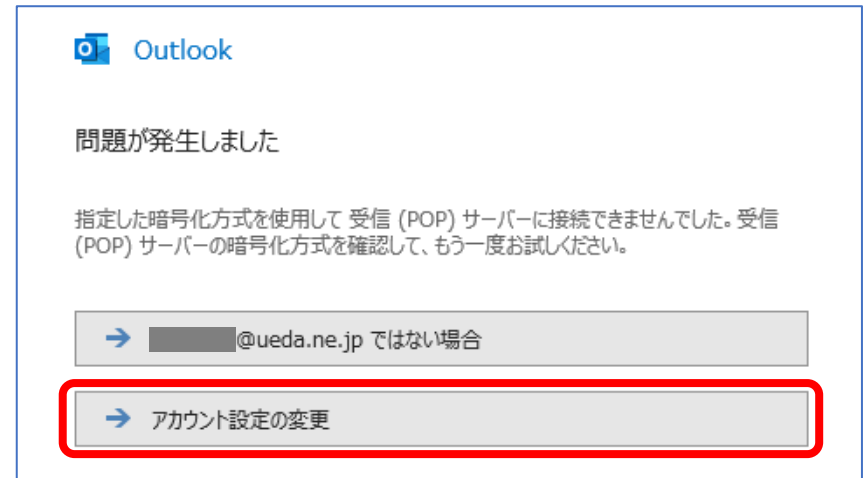 Outlook
問題が発生しました
指定した暗号化方式を使用して 受信 (POP) サーバーに接続できませんでした。受信
(POP) サーバーの暗号化方式を確認して、もう一度お試しください。
@ueda.ne.jp ではない場合
アカウント設定の変更